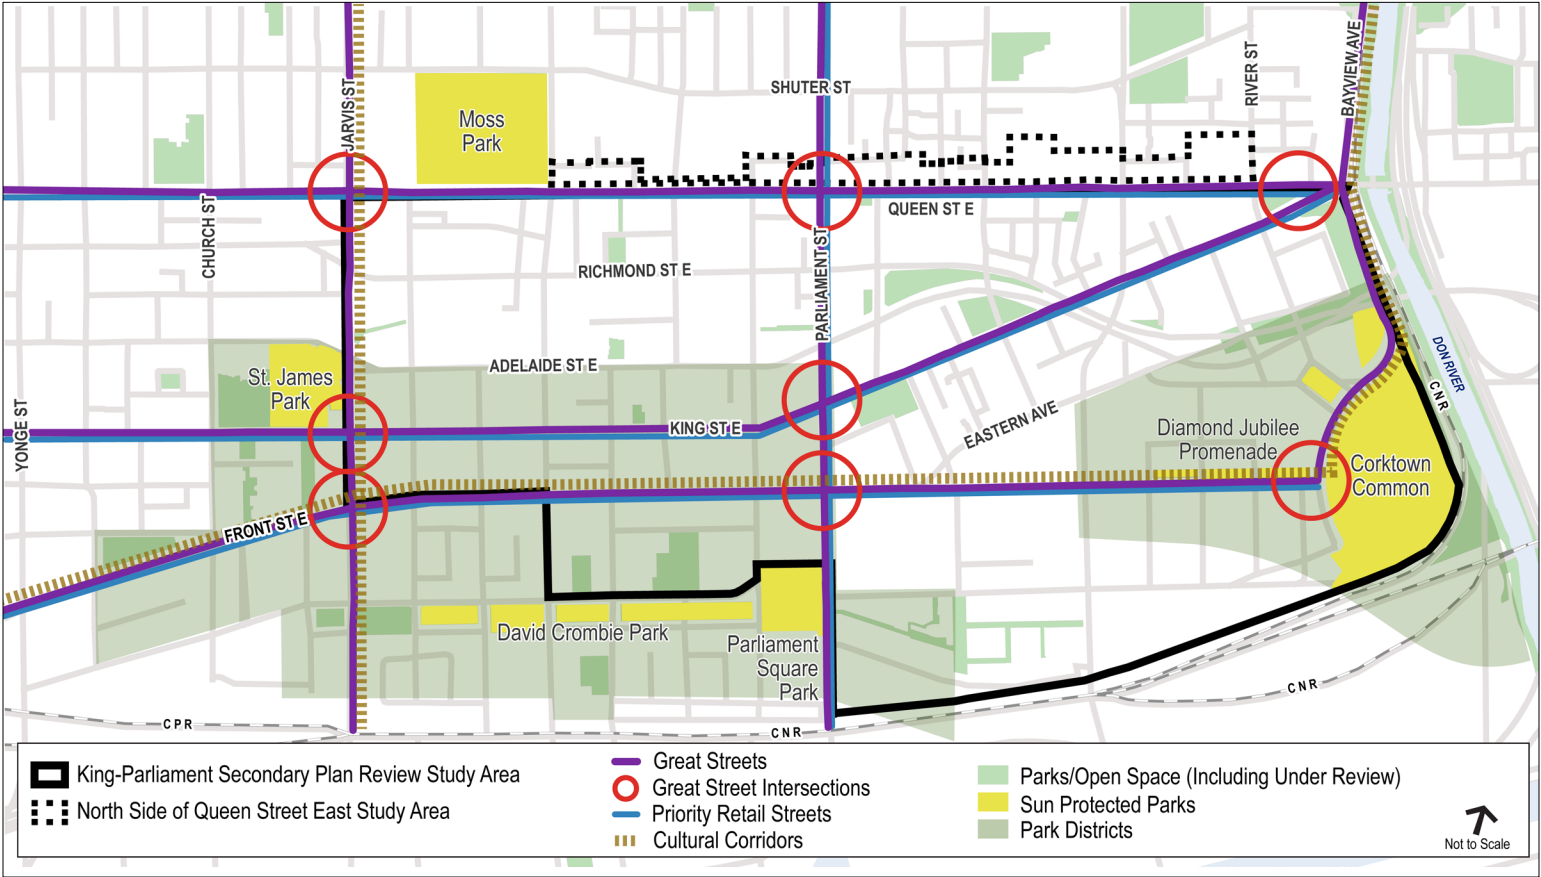 SHUTER ST
JARVIS ST
RIVER ST
BAYVIEW AVE
Moss
Park
CHURCH ST
QUEEN ST E
PARLIAMENT ST
RICHMOND ST E
ADELAIDE ST E
St. James
Park
YONGE ST
KING ST E
EASTERN AVE
DON RIVER
CNR
Diamond Jubilee
Promenade
Corktown
Common
FRONT ST E
David Crombie Park
Parliament
Square
Park
CPR
CNR
CNR
King-Parliament Secondary Plan Review Study Area
North Side of Queen Street East Study Area
Great Streets
Great Street Intersections
Priority Retail Streets
Cultural Corridors
Parks/Open Space (Including Under Review)
Sun Protected Parks
Park Districts
Not to Scale